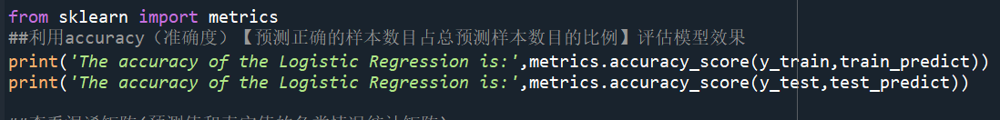 from sklearn import metrics
##利用accuracy（准确度）【预测正确的样本数目占总预测样本数目的比例】评估模型效果
print('The accuracy of the Logistic Regression is:',metrics.accuracy_score(y_train,train_predict))
print('The accuracy of the Logistic Regression is:',metrics.accuracy_score(y_test,test_predict))